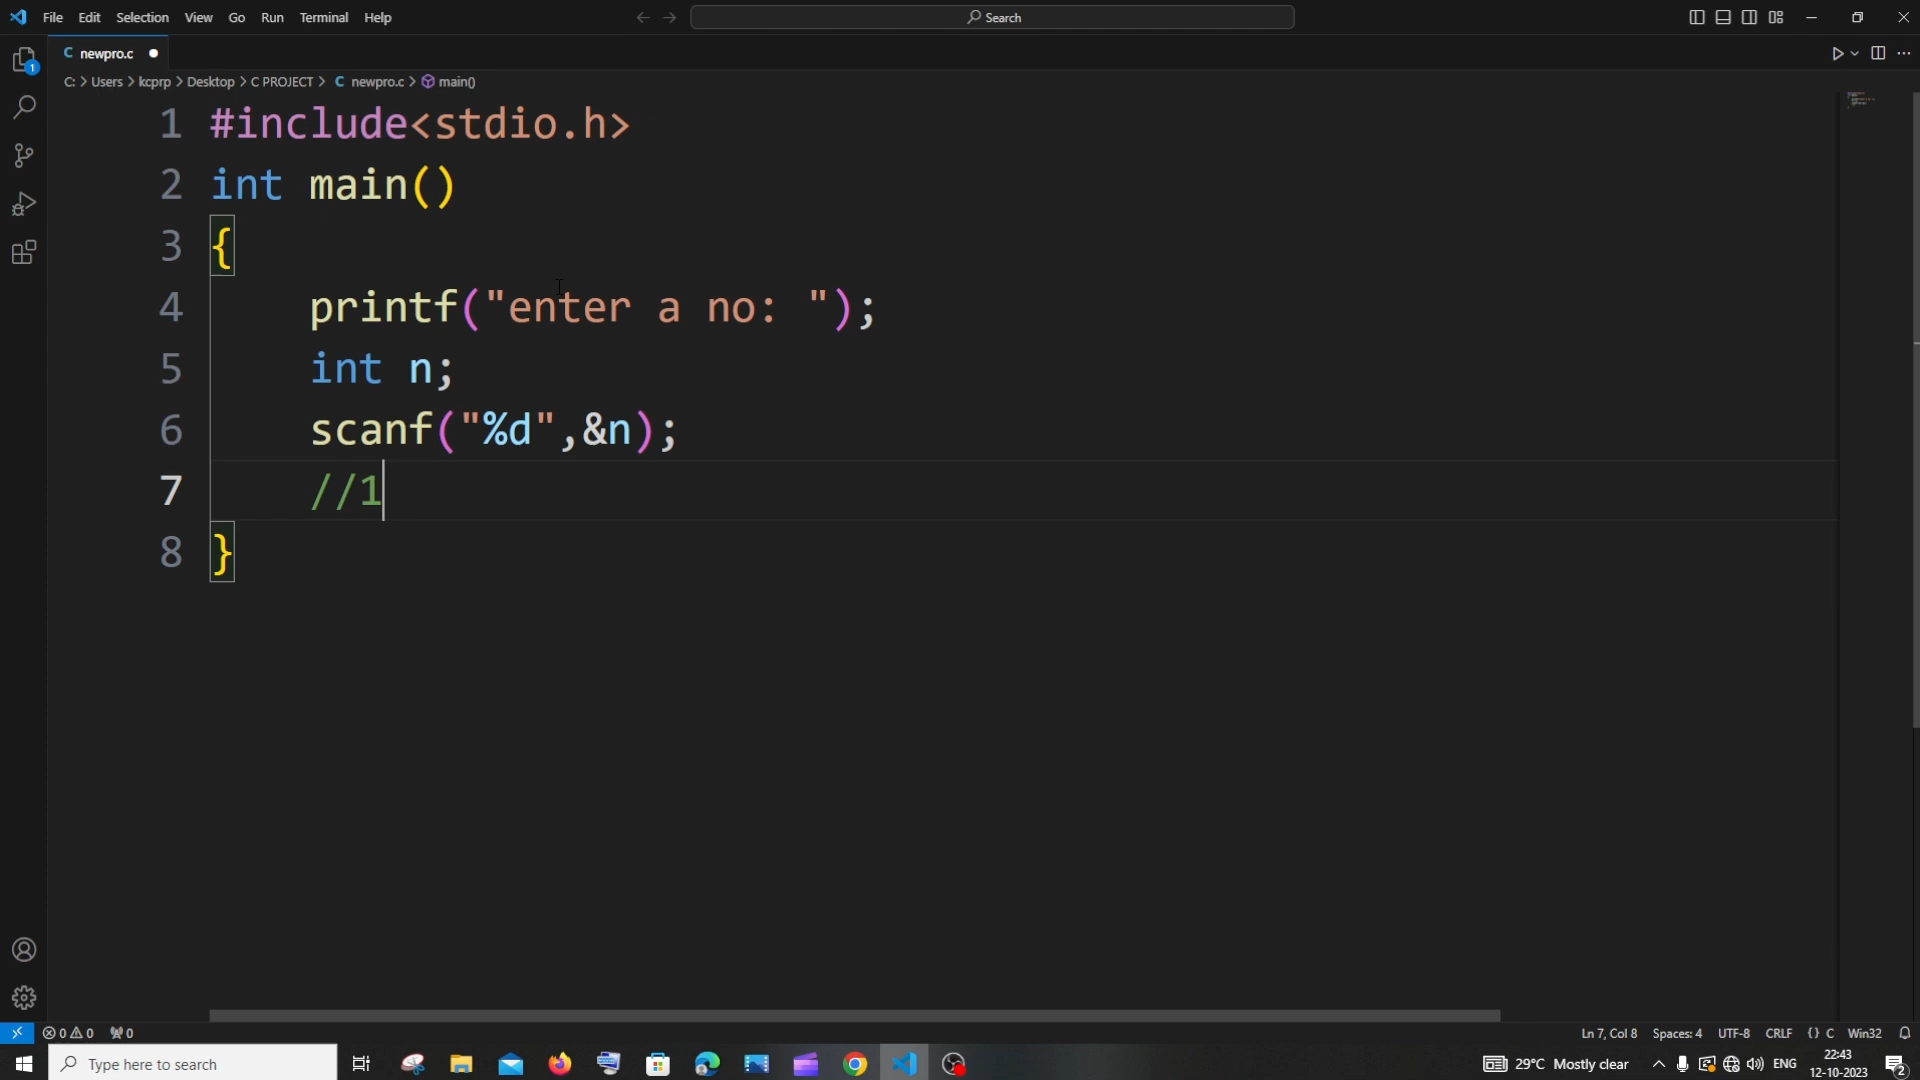 File Edit Selection View Go Run Terminal Help Search
C newpro.c
C: > Users > kcprp > Desktop > C PROJECT > C newpro.c > main()
1 #include<stdio.h>
2 int main()
3 {
4 printf("enter a no: ");
5 int n;
6 scanf("%d",&n);
7 //1
8 }
1
0 0 0 Ln 7, Col 8 Spaces: 4 UTF-8 CRLF {} C Win32
Type here to search 29°C Mostly clear ENG 22:43
12-10-2023
2